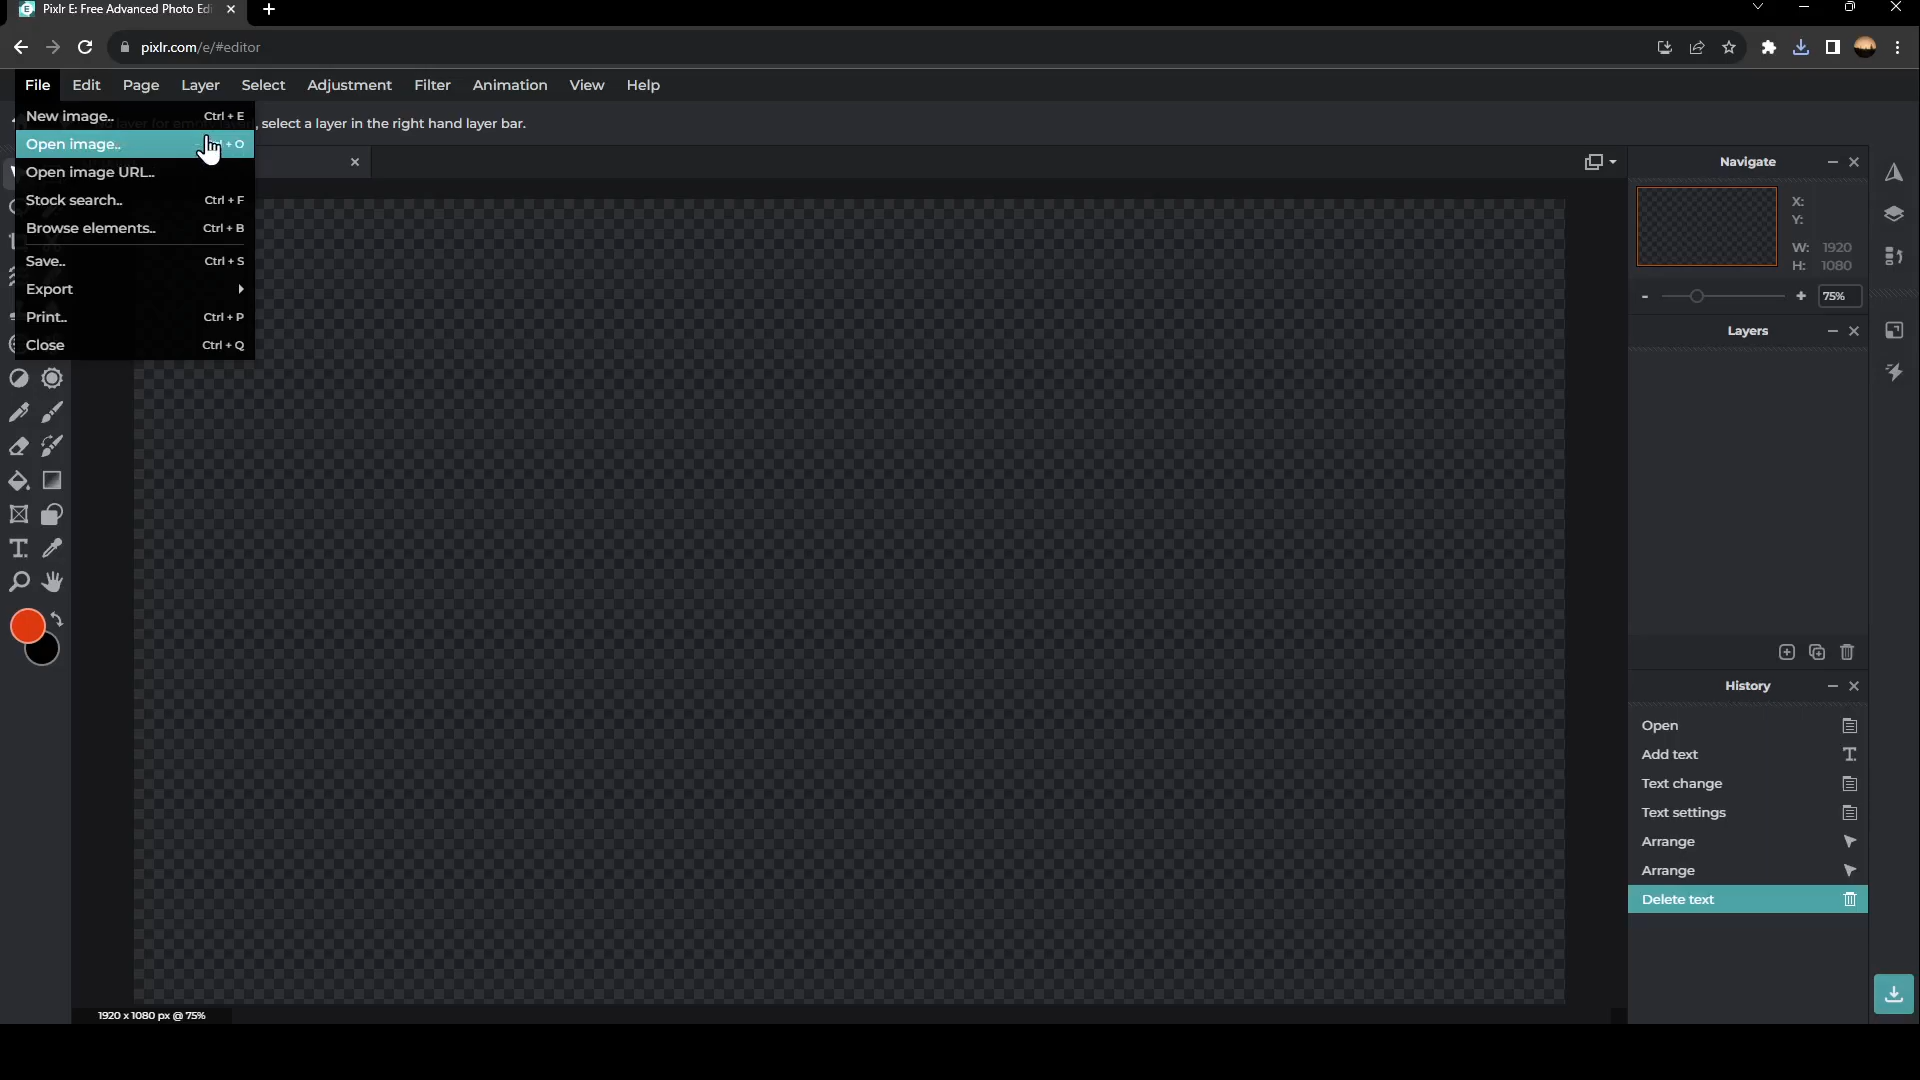 Pixlr E: Free Advanced Photo Edi
pixlr.com/e/#editor
File Edit Page Layer Select Adjustment Filter Animation View Help
New image.. Ctrl + E
, select a layer in the right hand layer bar.
Open image.. + O
Open image URL..
Stock search.. Ctrl + F
Browse elements.. Ctrl + B
Save.. Ctrl + S
Export
Print.. Ctrl + P
Close Ctrl + Q
Navigate
X:
Y:
W: 1920
H: 1080
75%
Layers
History
Open
Add text
Text change
Text settings
Arrange
Arrange
Delete text
1920 x 1080 px @ 75%